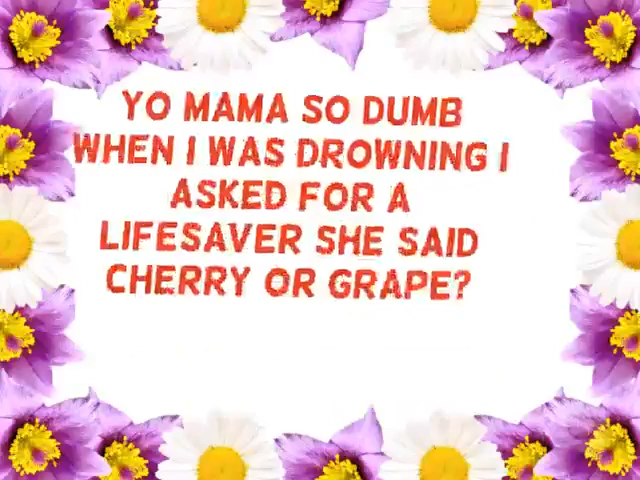 YO MAMA SO DUMB
WHEN I WAS DROWNING I
ASKED FOR A
LIFESAVER SHE SAID
CHERRY OR GRAPE?